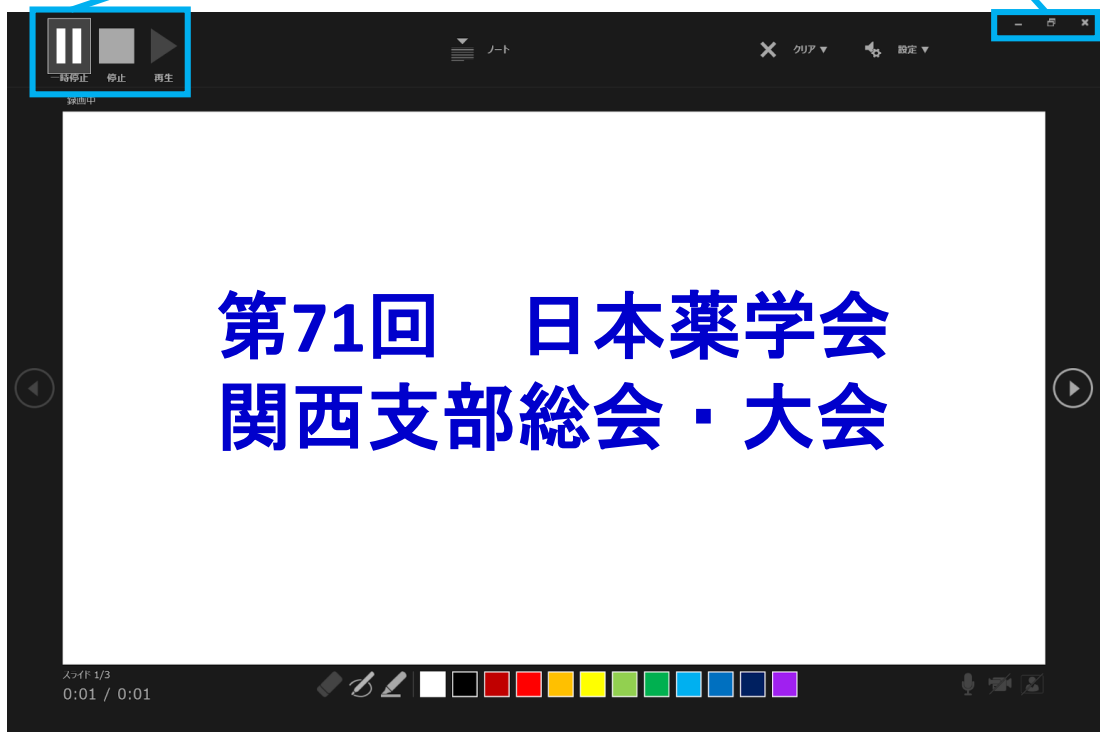 一時停止 停止 再生
ノート
クリア ▼
設定 ▼
録画中
第71回 日本薬学会
関西支部総会・大会
スライド 1/3
0:01 / 0:01